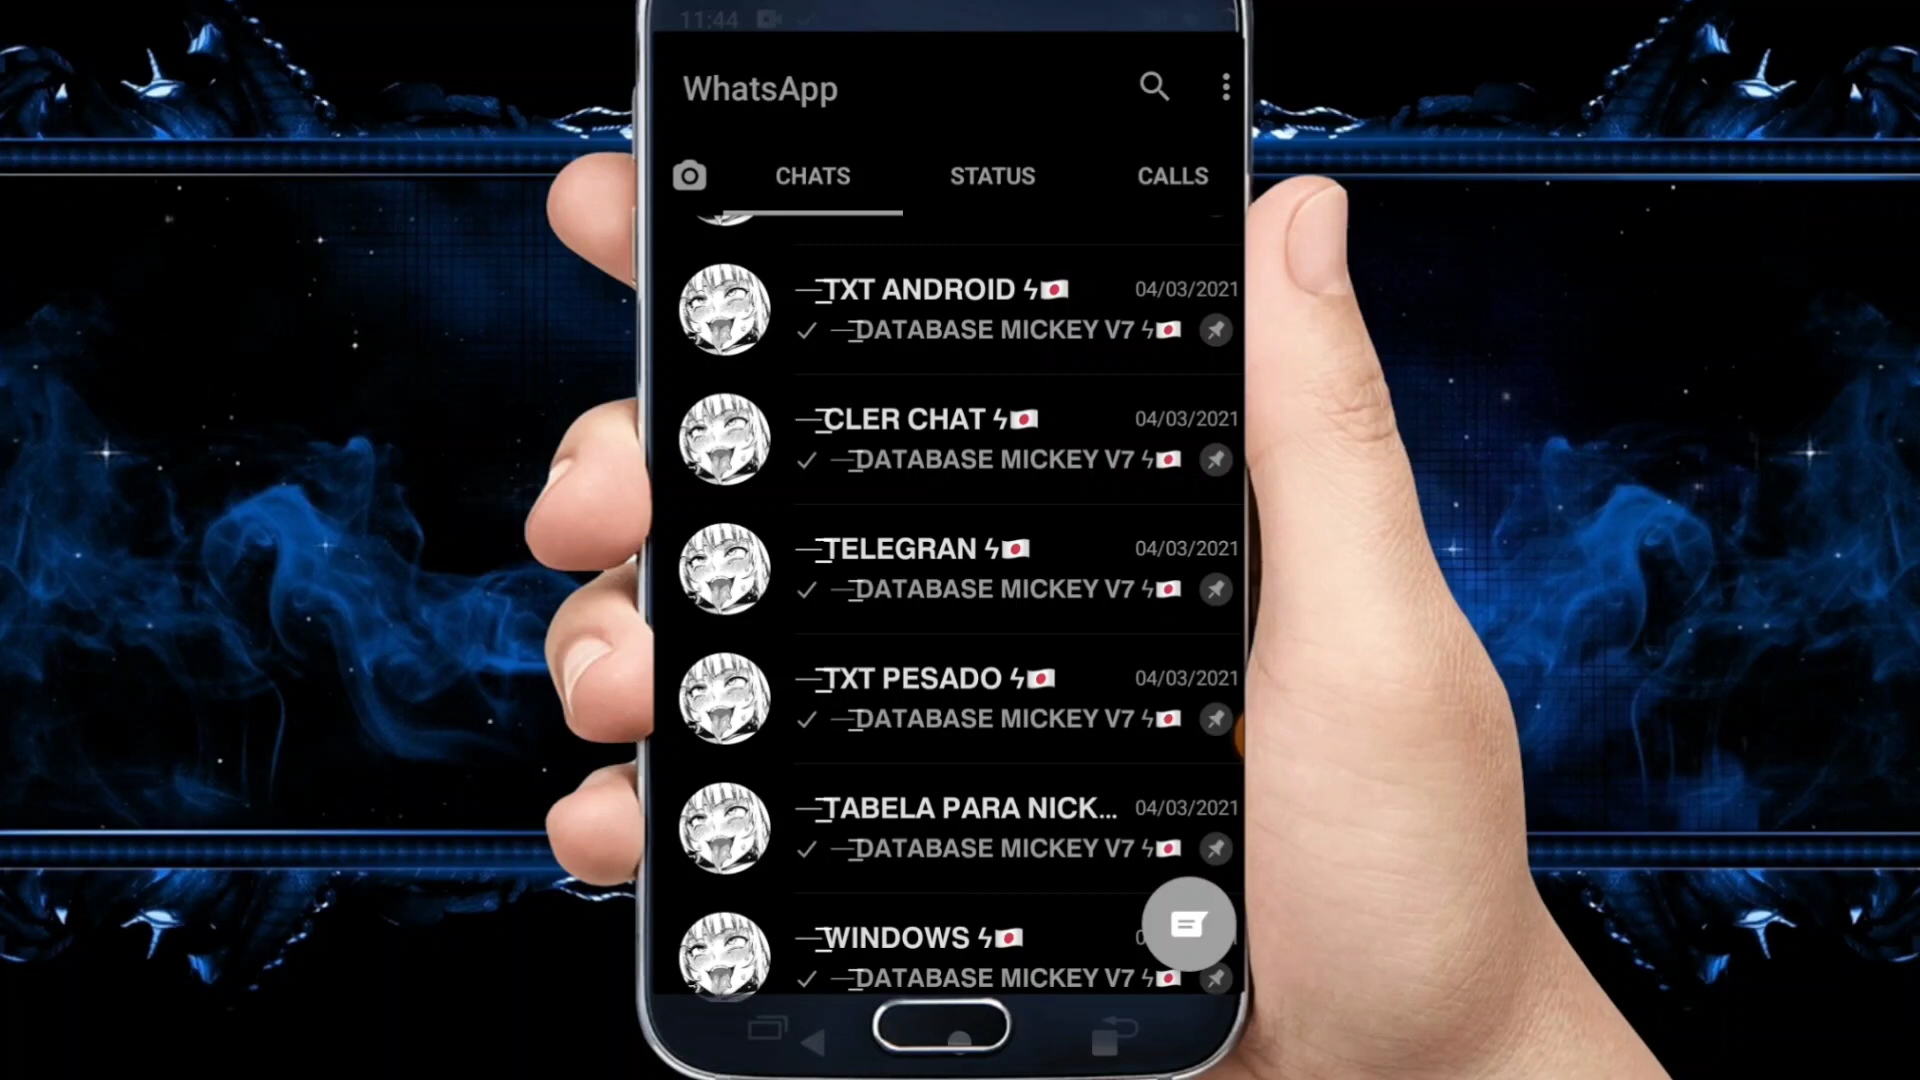 11:44
WhatsApp
CHATS STATUS CALLS
—͟͞TXT ANDROID ϟ🇯🇵 04/03/2021
✓ —͟͞DATABASE MICKEY V7 ϟ🇯🇵
—͟͞CLER CHAT ϟ🇯🇵 04/03/2021
✓ —͟͞DATABASE MICKEY V7 ϟ🇯🇵
—͟͞TELEGRAN ϟ🇯🇵 04/03/2021
✓ —͟͞DATABASE MICKEY V7 ϟ🇯🇵
—͟͞TXT PESADO ϟ🇯🇵 04/03/2021
✓ —͟͞DATABASE MICKEY V7 ϟ🇯🇵
—͟͞TABELA PARA NICK... 04/03/2021
✓ —͟͞DATABASE MICKEY V7 ϟ🇯🇵
—͟͞WINDOWS ϟ🇯🇵
✓ —͟͞DATABASE MICKEY V7 ϟ🇯🇵